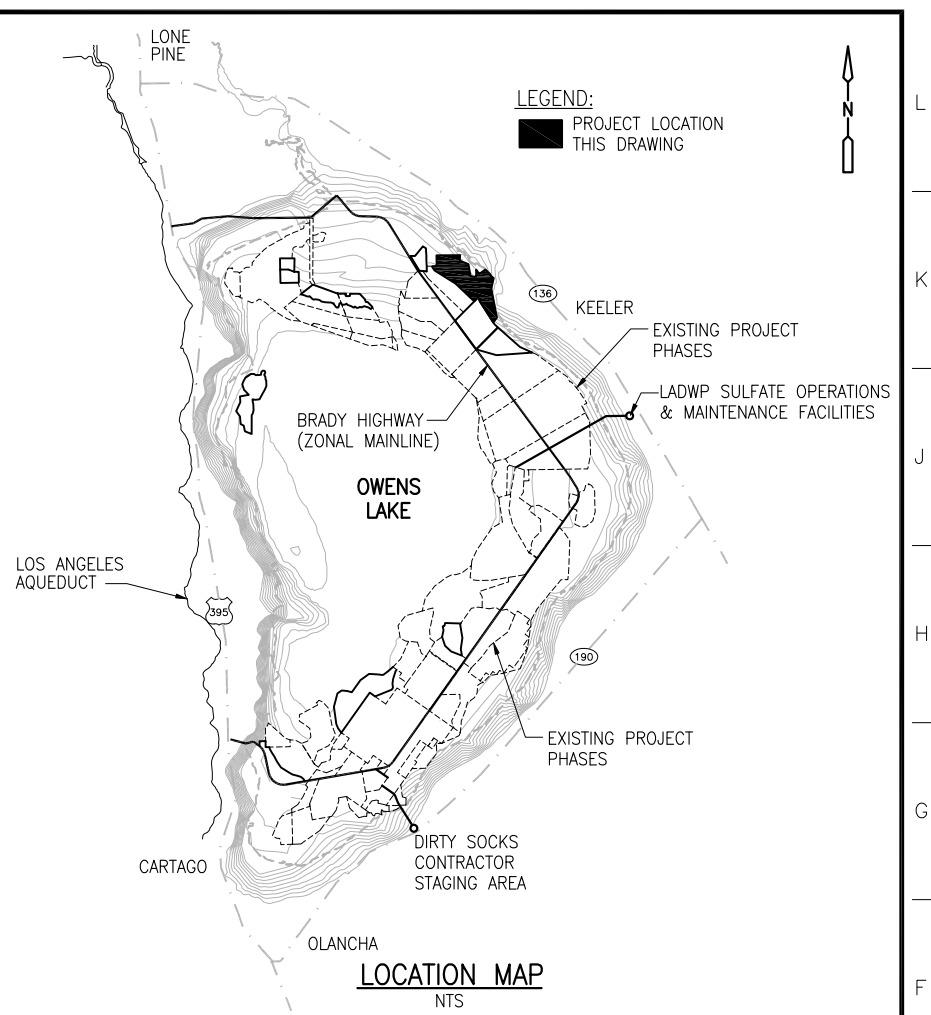 LONE
PINE
LEGEND:
PROJECT LOCATION
THIS DRAWING
N
L
K
136
KEELER
EXISTING PROJECT
PHASES
LADWP SULFATE OPERATIONS
& MAINTENANCE FACILITIES
BRADY HIGHWAY
(ZONAL MAINLINE)
J
OWENS
LAKE
LOS ANGELES
AQUEDUCT
395
H
190
EXISTING PROJECT
PHASES
G
DIRTY SOCKS
CONTRACTOR
STAGING AREA
CARTAGO
OLANCHA
LOCATION MAP
NTS
F